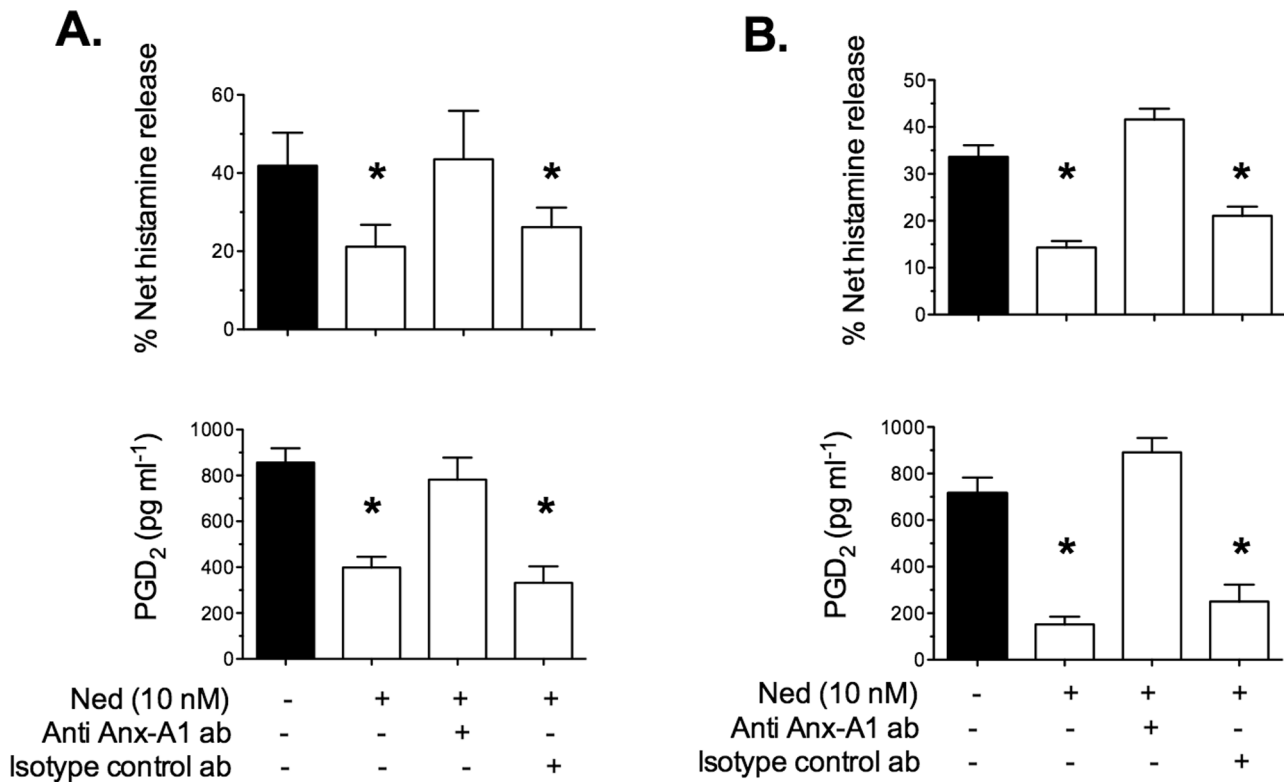 A.
% Net histamine release
60
40
20
0
* *
PGD2 (pg ml-1)
1000
800
600
400
200
0
* *
Ned (10 nM) - + + +
Anti Anx-A1 ab - - + -
Isotype control ab - - - +
B.
% Net histamine release
50
40
30
20
10
0
* *
PGD2 (pg ml-1)
1000
800
600
400
200
0
* *
Ned (10 nM) - + + +
Anti Anx-A1 ab - - + -
Isotype control ab - - - +